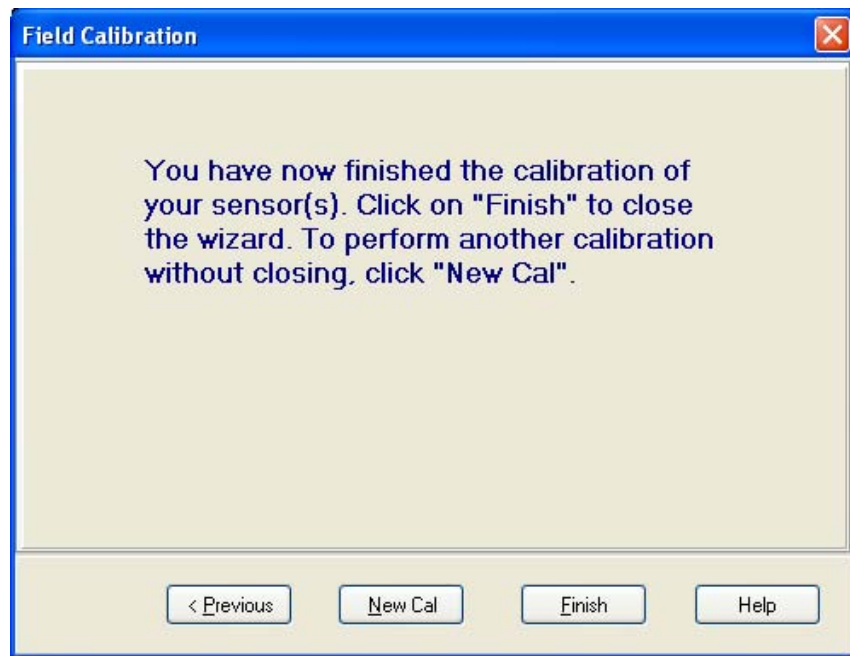 Field Calibration
You have now finished the calibration of
your sensor(s). Click on "Finish" to close
the wizard. To perform another calibration
without closing, click "New Cal".
< Previous New Cal Finish Help